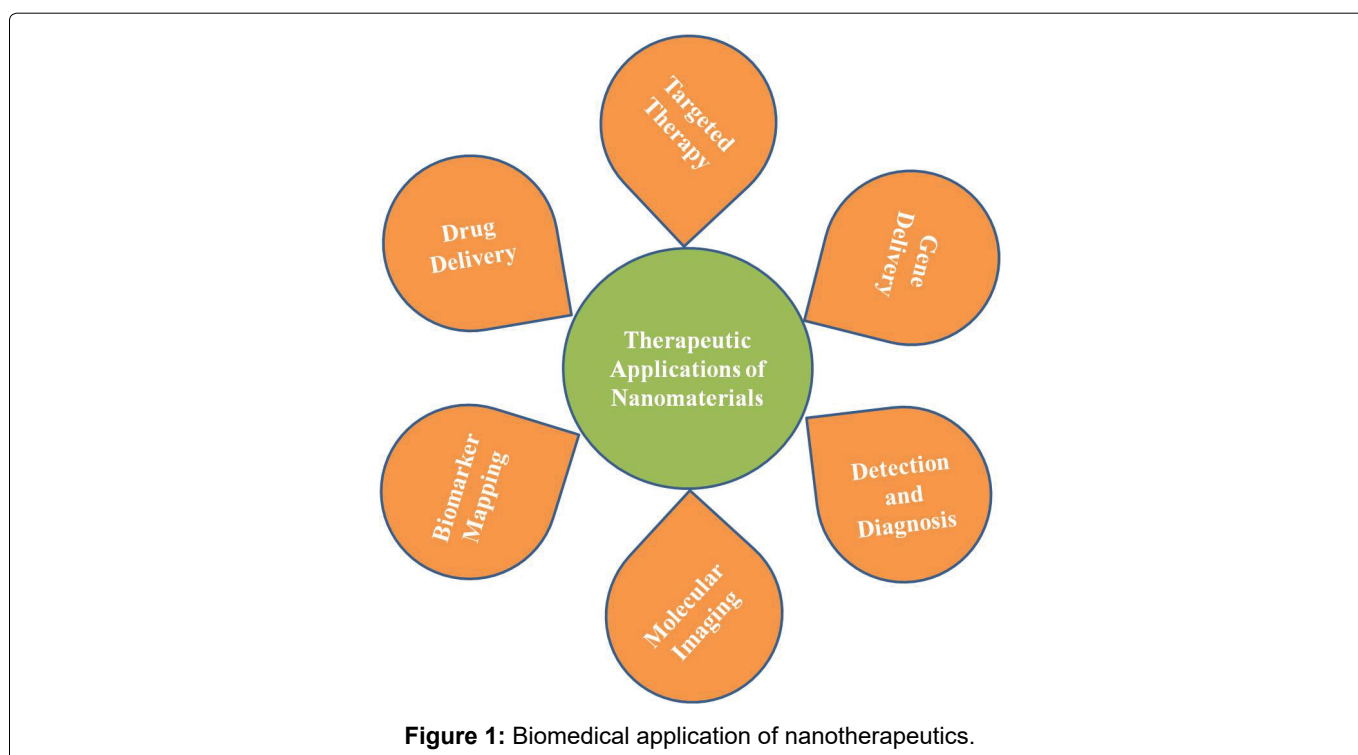 Targeted
Therapy
Gene
Delivery
Drug
Delivery
Therapeutic
Applications of
Nanomaterials
Detection
and
Diagnosis
Biomarker
Mapping
Molecular
Imaging
Figure 1: Biomedical application of nanotherapeutics.